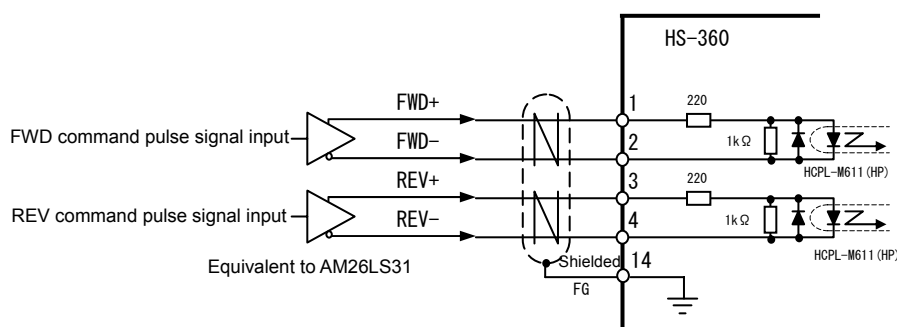 HS-360
FWD+
1
220
FWD command pulse signal input
FWD-
2
1kΩ
HCPL-M611(HP)
REV+
3
220
REV command pulse signal input
REV-
4
1kΩ
HCPL-M611(HP)
Equivalent to AM26LS31
Shielded
14
FG